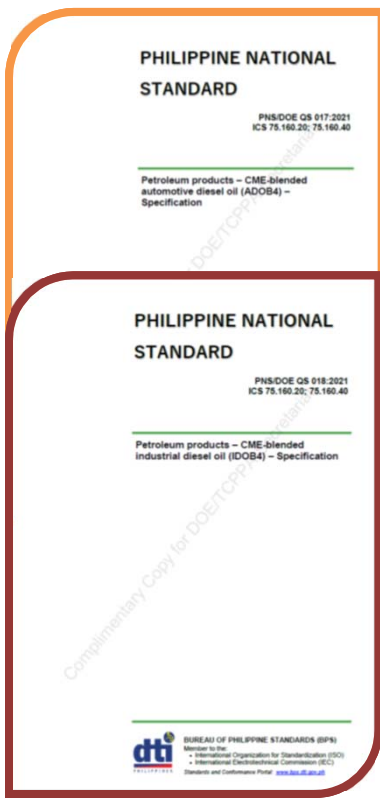 PHILIPPINE NATIONAL
STANDARD
PNS/DOE QS 017:2021
ICS 75.160.20; 75.160.40
Petroleum products – CME-blended
automotive diesel oil (ADOB4) –
Specification
DOE/TCPP
PHILIPPINE NATIONAL
STANDARD
PNS/DOE QS 018:2021
ICS 75.160.20; 75.160.40
Petroleum products – CME-blended
industrial diesel oil (IDOB4) – Specification
Complimentary Copy for DOE/TCPP
dti
PHILIPPINES
BUREAU OF PHILIPPINE STANDARDS (BPS)
Member to the:
• International Organization for Standardization (ISO)
• International Electrotechnical Commission (IEC)
Standards and Conformance Portal: www.bps.dti.gov.ph